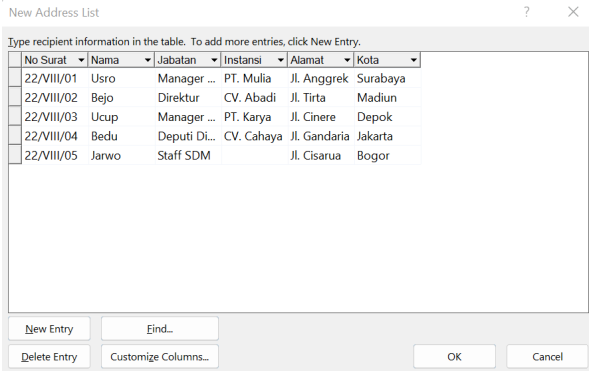 New Address List
Type recipient information in the table. To add more entries, click New Entry.
No Surat Nama Jabatan Instansi Alamat Kota
22/VIII/01 Usro Manager ... PT. Mulia Jl. Anggrek Surabaya
22/VIII/02 Bejo Direktur CV. Abadi Jl. Tirta Madiun
22/VIII/03 Ucup Manager ... PT. Karya Jl. Cinere Depok
22/VIII/04 Bedu Deputi Di... CV. Cahaya Jl. Gandaria Jakarta
22/VIII/05 Jarwo Staff SDM Jl. Cisarua Bogor
New Entry Find...
Delete Entry Customize Columns... OK Cancel